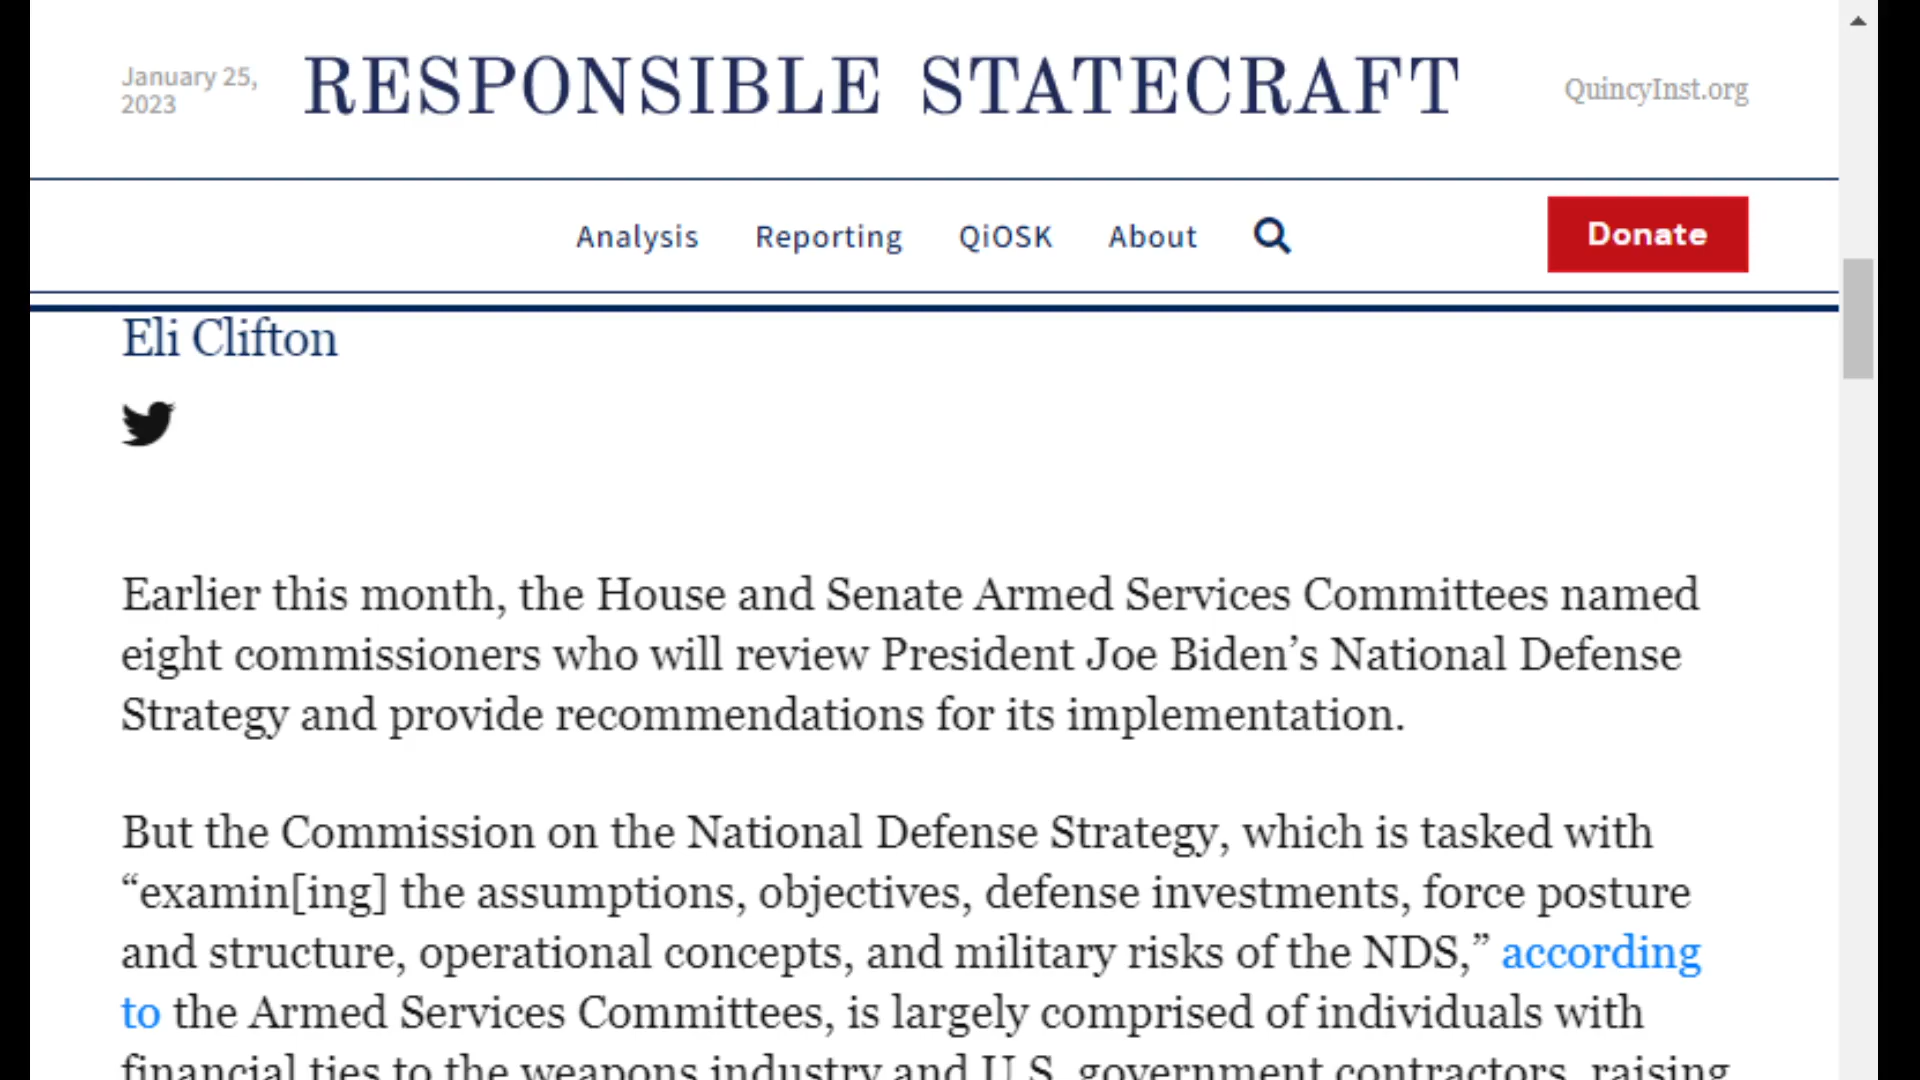 January 25,
2023
RESPONSIBLE STATECRAFT
QuincyInst.org
Analysis Reporting QiOSK About
Donate
Eli Clifton
Earlier this month, the House and Senate Armed Services Committees named
eight commissioners who will review President Joe Biden’s National Defense
Strategy and provide recommendations for its implementation.
But the Commission on the National Defense Strategy, which is tasked with
“examin[ing] the assumptions, objectives, defense investments, force posture
and structure, operational concepts, and military risks of the NDS,” according
to the Armed Services Committees, is largely comprised of individuals with
financial ties to the weapons industry and U.S. government contractors, raising